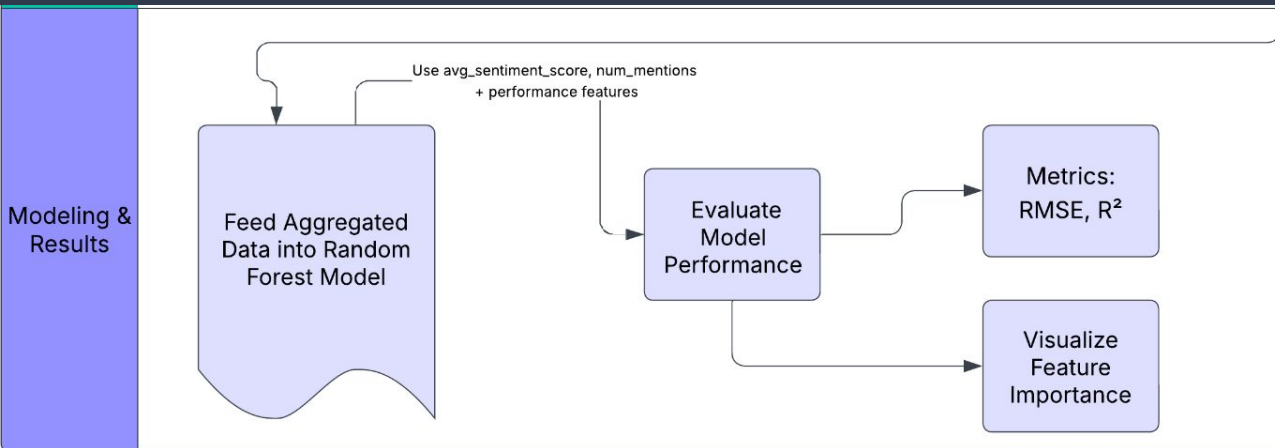 Modeling &
Results
Use avg_sentiment_score, num_mentions
+ performance features
Feed Aggregated
Data into Random
Forest Model
Evaluate
Model
Performance
Metrics:
RMSE, R²
Visualize
Feature
Importance